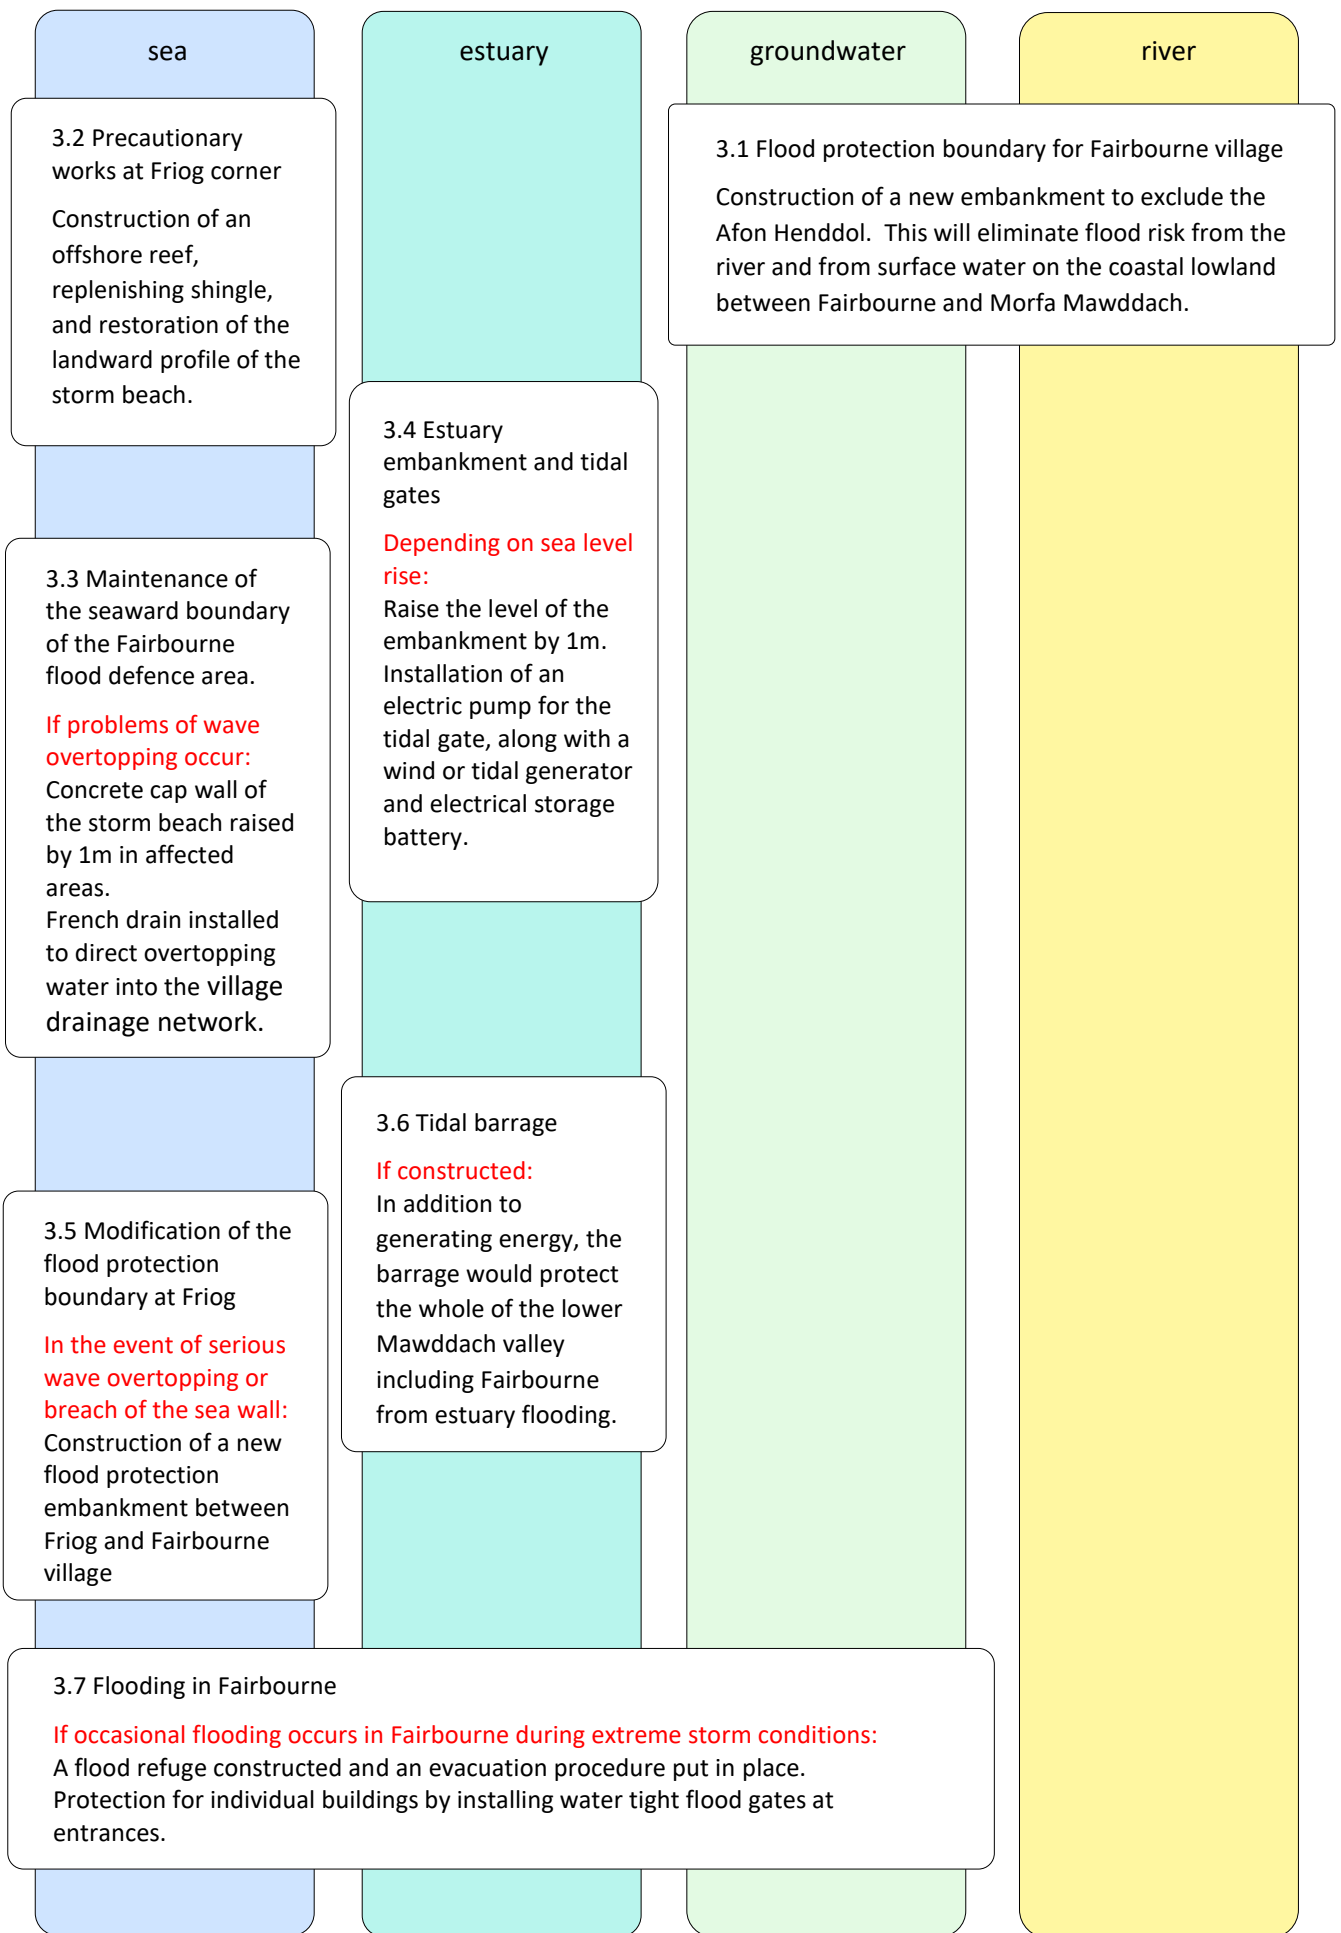 sea
estuary
groundwater
river
3.2 Precautionary
works at Friog corner
Construction of an
offshore reef,
replenishing shingle,
and restoration of the
landward profile of the
storm beach.
3.1 Flood protection boundary for Fairbourne village
Construction of a new embankment to exclude the
Afon Henddol.  This will eliminate flood risk from the
river and from surface water on the coastal lowland
between Fairbourne and Morfa Mawddach.
3.4 Estuary
embankment and tidal
gates
Depending on sea level
rise:
Raise the level of the
embankment by 1m.
Installation of an
electric pump for the
tidal gate, along with a
wind or tidal generator
and electrical storage
battery.
3.3 Maintenance of
the seaward boundary
of the Fairbourne
flood defence area.
If problems of wave
overtopping occur:
Concrete cap wall of
the storm beach raised
by 1m in affected
areas.
French drain installed
to direct overtopping
water into the village
drainage network.
3.6 Tidal barrage
If constructed:
In addition to
generating energy, the
barrage would protect
the whole of the lower
Mawddach valley
including Fairbourne
from estuary flooding.
3.5 Modification of the
flood protection
boundary at Friog
In the event of serious
wave overtopping or
breach of the sea wall:
Construction of a new
flood protection
embankment between
Friog and Fairbourne
village
3.7 Flooding in Fairbourne
If occasional flooding occurs in Fairbourne during extreme storm conditions:
A flood refuge constructed and an evacuation procedure put in place.
Protection for individual buildings by installing water tight flood gates at
entrances.